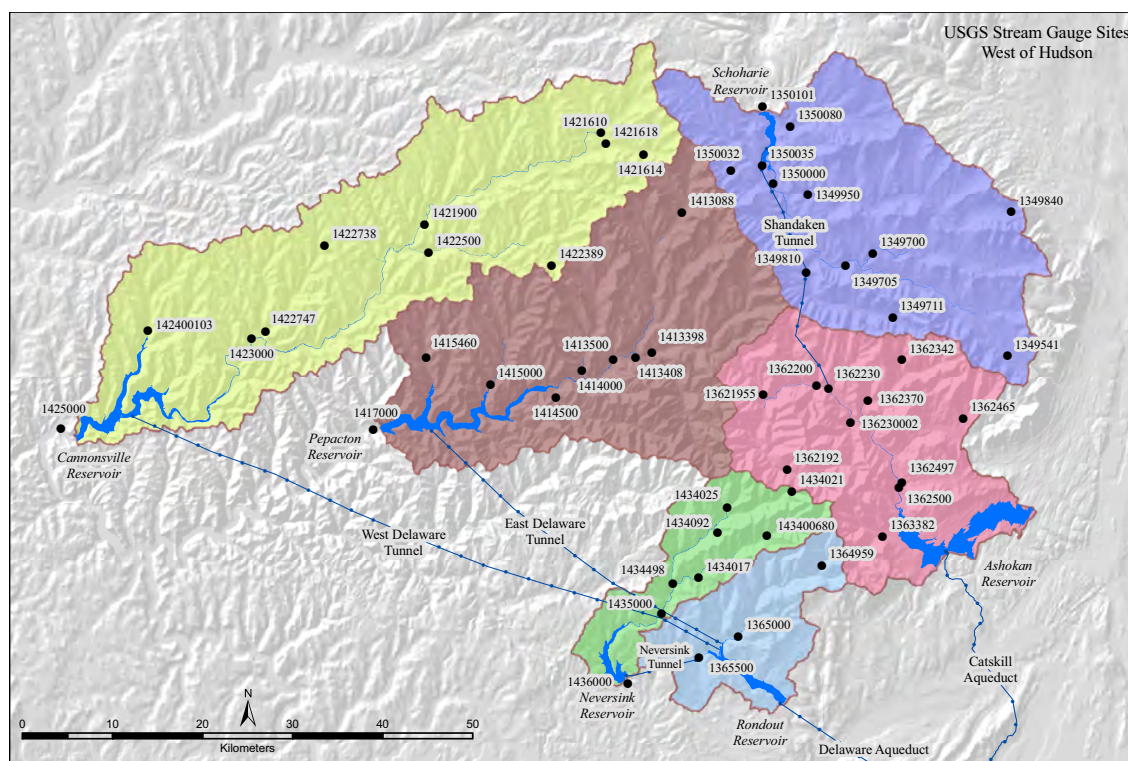 USGS Stream Gauge Sites
West of Hudson
Schoharie
Reservoir
1350101
1350080
1421610
1421618
1421614
1350032
1350035
1350000
1349950
1413088
1349840
1421900
1422738
1422500
1422389
Shandaken
Tunnel
1349700
1349810
1349705
1349711
142400103
1422747
1423000
1415460
1413500
1413398
1413408
1414000
1415000
1414500
1349541
1362342
1362200
1362230
1621955
1362370
1362465
136230002
1425000
1417000
Cannonsville
Reservoir
Pepacton
Reservoir
1362192
1434021
1362497
1362500
1434025
1434092
143400680
1363382
West Delaware
Tunnel
East Delaware
Tunnel
1364959
Ashokan
Reservoir
1434498
1434017
1435000
1365000
Neversink
Tunnel
1365500
1436000
Neversink
Reservoir
Rondout
Reservoir
Catskill
Aqueduct
Delaware Aqueduct
N
0 10 20 30 40 50
Kilometers